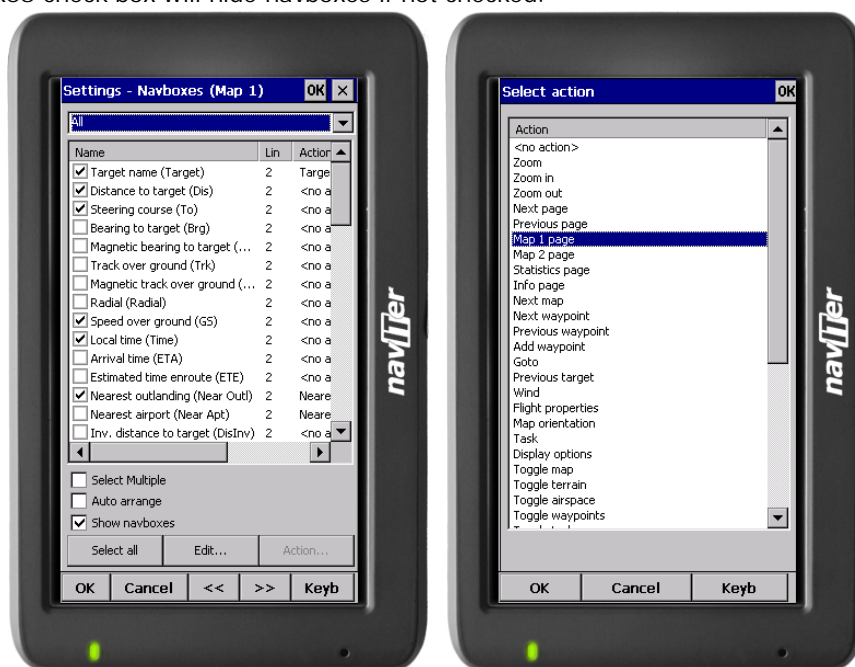 check box will hide navboxes if not checked.
Settings - Navboxes (Map 1) OK ×
All
Name Lin Action
Target name (Target) 2 Targe
Distance to target (Dis) 2 <no a
Steering course (To) 2 <no a
Bearing to target (Brg) 2 <no a
Magnetic bearing to target (... 2 <no a
Track over ground (Trk) 2 <no a
Magnetic track over ground (... 2 <no a
Radial (Radial) 2 <no a
Speed over ground (GS) 2 <no a
Local time (Time) 2 <no a
Arrival time (ETA) 2 <no a
Estimated time enroute (ETE) 2 <no a
Nearest outlanding (Near Outl) 2 Neare
Nearest airport (Near Apt) 2 Neare
Inv. distance to target (DisInv) 2 <no a
Select Multiple
Auto arrange
Show navboxes
Select all Edit... Action...
OK Cancel << >> Keyb
naviter
Select action OK
Action
<no action>
Zoom
Zoom in
Zoom out
Next page
Previous page
Map 1 page
Map 2 page
Statistics page
Info page
Next map
Next waypoint
Previous waypoint
Add waypoint
Goto
Previous target
Wind
Flight properties
Map orientation
Task
Display options
Toggle map
Toggle terrain
Toggle airspace
Toggle waypoints
OK Cancel Keyb
naviter